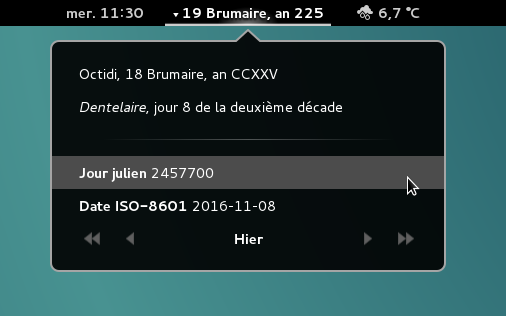 mer. 11:30 19 Brumaire, an 225 6,7 °C
Octidi, 18 Brumaire, an CCXXV
Dentelaire, jour 8 de la deuxième décade
Jour julien 2457700
Date ISO-8601 2016-11-08
Hier